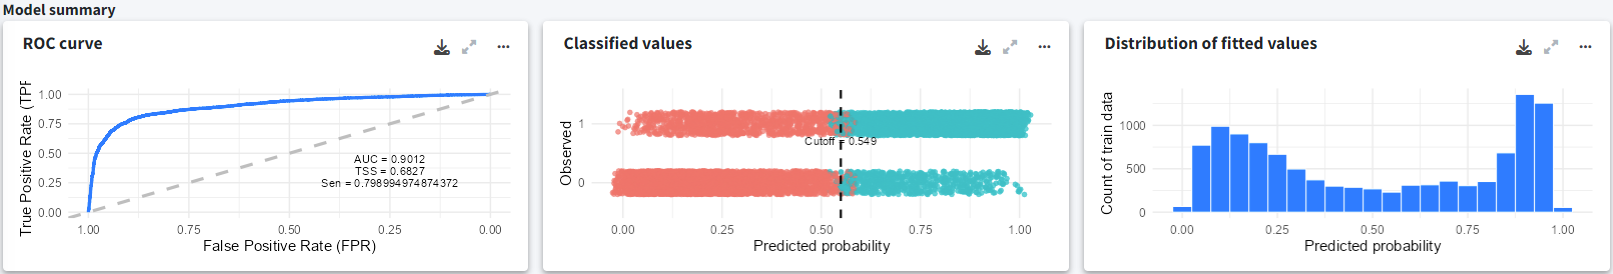 Model summary
ROC curve
...
True Positive Rate (TPF
1.00
0.75
0.50
0.25
0.00
AUC = 0.9012
TSS = 0.6827
Sen = 0.798994974874372
1.00
0.75
0.50
0.25
0.00
False Positive Rate (FPR)
Classified values
...
Observed
1
0
Cutoff = 0.549
0.00
0.25
0.50
0.75
1.00
Predicted probability
Distribution of fitted values
...
Count of train data
1000
500
0
0.00
0.25
0.50
0.75
1.00
Predicted probability